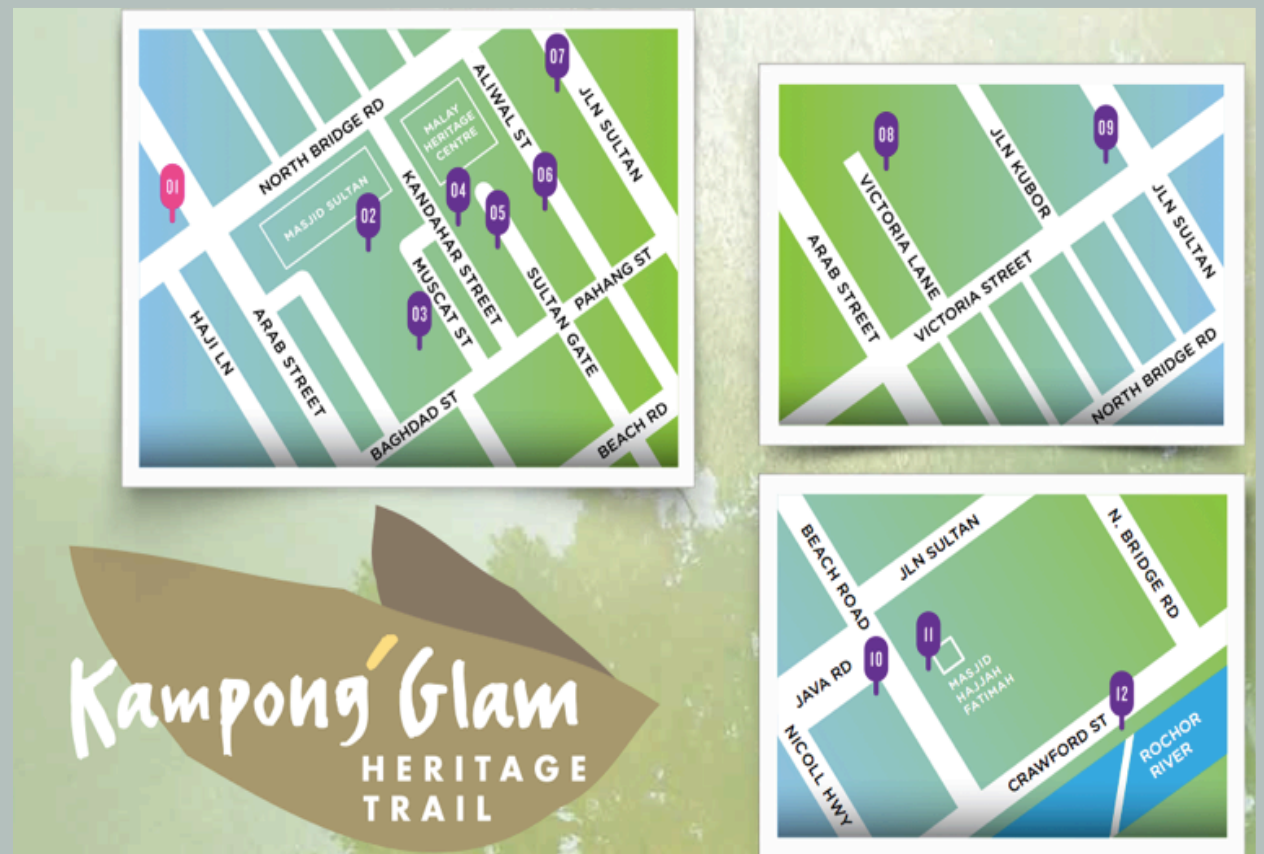 01
02
03
04
05
06
07
NORTH BRIDGE RD
MASJID SULTAN
MALAY
HERITAGE
CENTRE
ALIWAL ST
JLN SULTAN
KANDAHAR STREET
MUSCAT ST
SULTAN GATE
PAHANG ST
HAJI LN
ARAB STREET
BAGHDAD ST
BEACH RD
08
09
JLN KUBOR
VICTORIA LANE
ARAB STREET
VICTORIA STREET
JLN SULTAN
NORTH BRIDGE RD
BEACH ROAD
JLN SULTAN
N. BRIDGE RD
10
11
12
JAVA RD
MASJID
HAJJAH
FATIMAH
NICOLL HWY
CRAWFORD ST
ROCHOR
RIVER
Kampong Glam
HERITAGE
TRAIL